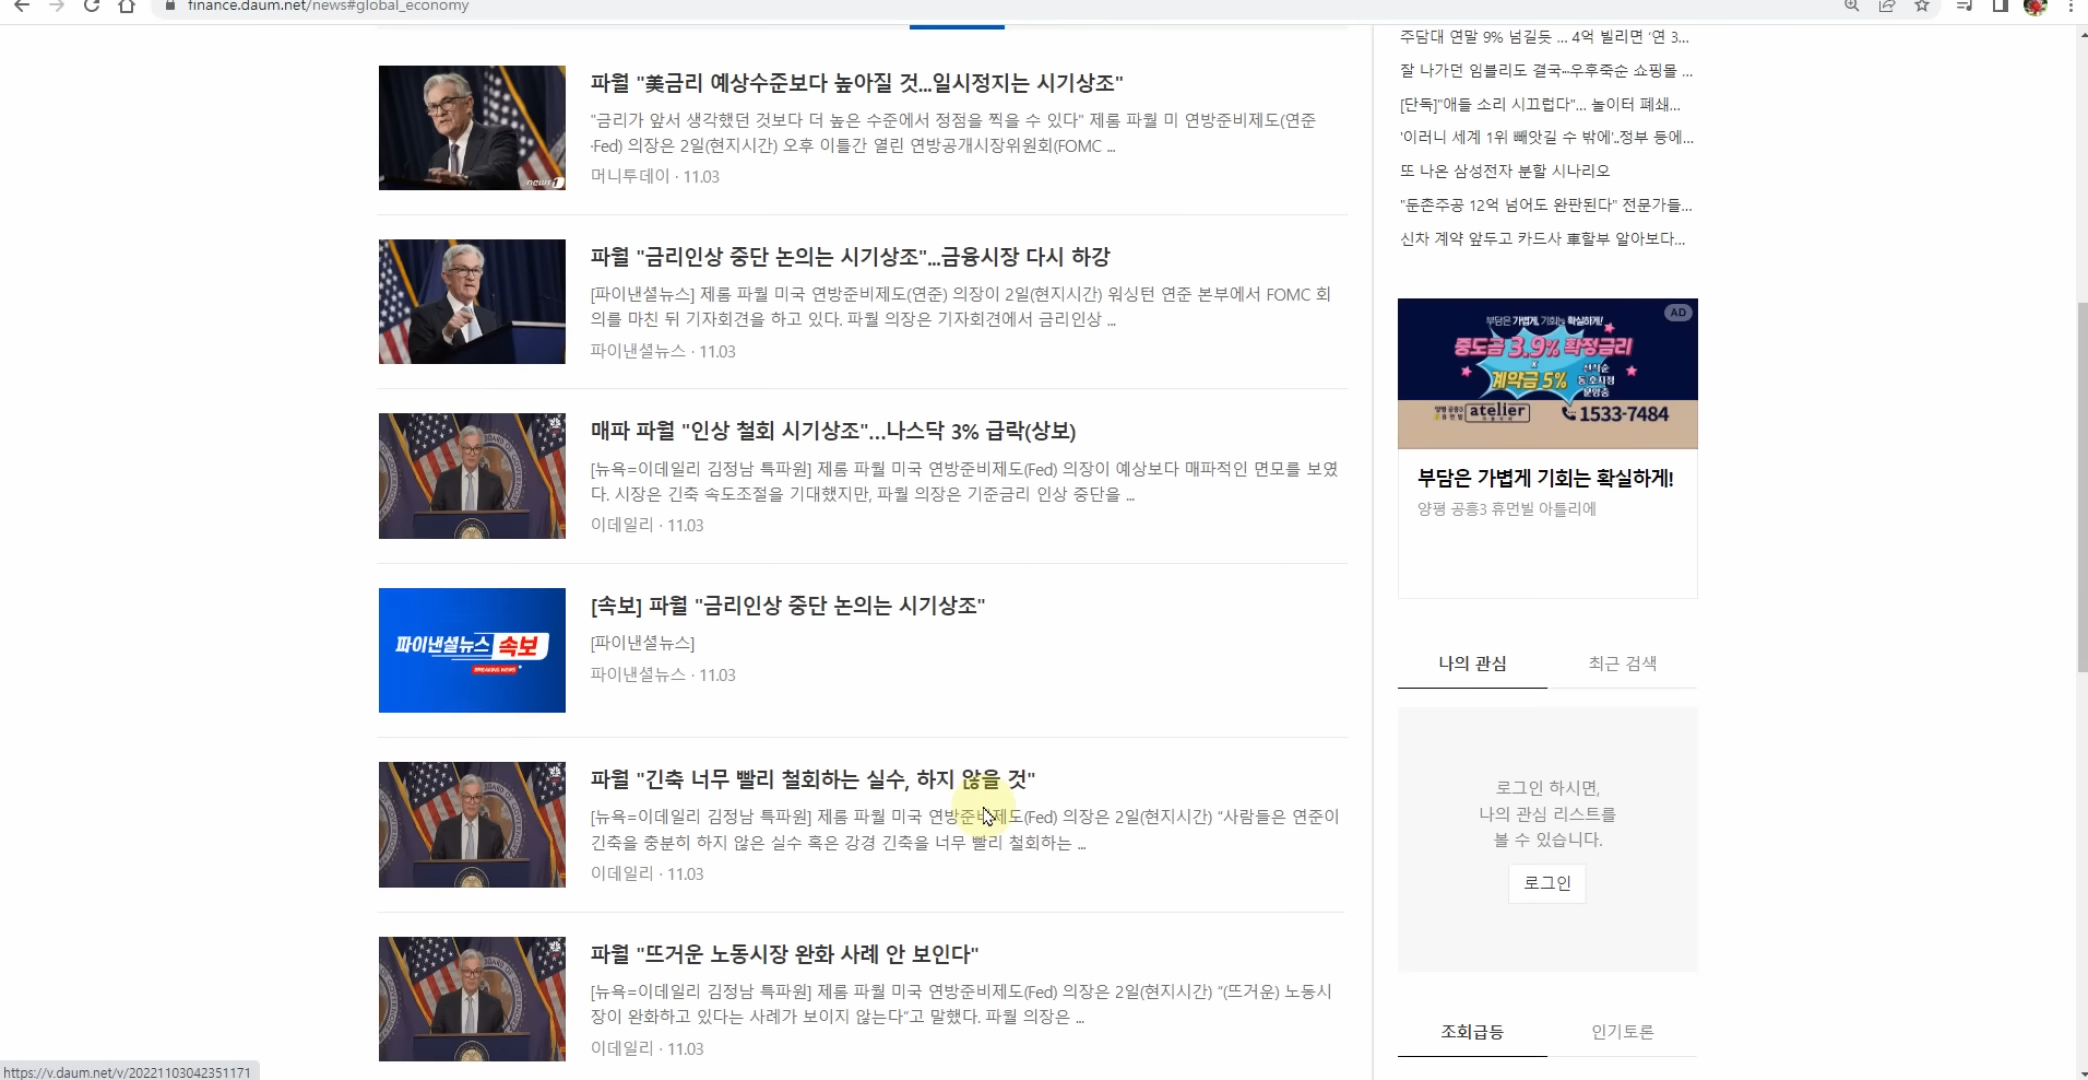 finance.daum.net/news#global_economy
파월 "美금리 예상수준보다 높아질 것…일시정지는 시기상조"
"금리가 앞서 생각했던 것보다 더 높은 수준에서 정점을 찍을 수 있다" 제롬 파월 미 연방준비제도(연준
·Fed) 의장은 2일(현지시간) 오후 이틀간 열린 연방공개시장위원회(FOMC ...
머니투데이 · 11.03
news1
파월 "금리인상 중단 논의는 시기상조"…금융시장 다시 하강
[파이낸셜뉴스] 제롬 파월 미국 연방준비제도(연준) 의장이 2일(현지시간) 워싱턴 연준 본부에서 FOMC 회
의를 마친 뒤 기자회견을 하고 있다. 파월 의장은 기자회견에서 금리인상 ...
파이낸셜뉴스 · 11.03
매파 파월 "인상 철회 시기상조"…나스닥 3% 급락(상보)
[뉴욕=이데일리 김정남 특파원] 제롬 파월 미국 연방준비제도(Fed) 의장이 예상보다 매파적인 면모를 보였
다. 시장은 긴축 속도조절을 기대했지만, 파월 의장은 기준금리 인상 중단을 ...
이데일리 · 11.03
파이낸셜뉴스 속보
BREAKING NEWS
[속보] 파월 "금리인상 중단 논의는 시기상조"
[파이낸셜뉴스]
파이낸셜뉴스 · 11.03
파월 "긴축 너무 빨리 철회하는 실수, 하지 않을 것"
[뉴욕=이데일리 김정남 특파원] 제롬 파월 미국 연방준비제도(Fed) 의장은 2일(현지시간) “사람들은 연준이
긴축을 충분히 하지 않은 실수 혹은 강경 긴축을 너무 빨리 철회하는 ...
이데일리 · 11.03
파월 "뜨거운 노동시장 완화 사례 안 보인다"
[뉴욕=이데일리 김정남 특파원] 제롬 파월 미국 연방준비제도(Fed) 의장은 2일(현지시간) “(뜨거운) 노동시
장이 완화하고 있다는 사례가 보이지 않는다”고 말했다. 파월 의장은 ...
이데일리 · 11.03
주담대 연말 9% 넘길듯 ... 4억 빌리면 '연 3...
잘 나가던 임블리도 결국…우후죽순 쇼핑몰 ...
[단독]"애들 소리 시끄럽다"... 놀이터 폐쇄...
'이러니 세계 1위 빼앗길 수 밖에'..정부 등에...
또 나온 삼성전자 분할 시나리오
"둔촌주공 12억 넘어도 완판된다" 전문가들...
신차 계약 앞두고 카드사 車할부 알아보다...
AD
부담은 가볍게, 기회는 확실하게!
중도금 3.9% 확정금리
계약금 5%
선착순
동·호지정
분양중
atelier
1533-7484
부담은 가볍게 기회는 확실하게!
양평 공흥3 휴먼빌 아틀리에
나의 관심
최근 검색
로그인 하시면,
나의 관심 리스트를
볼 수 있습니다.
로그인
조회급등
인기토론
https://v.daum.net/v/20221103042351171